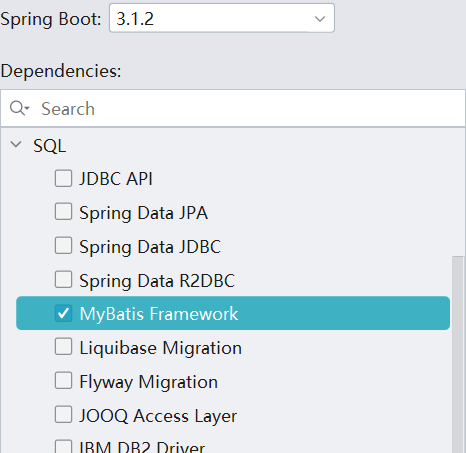 Spring Boot: 3.1.2
Dependencies:
Search
SQL
JDBC API
Spring Data JPA
Spring Data JDBC
Spring Data R2DBC
MyBatis Framework
Liquibase Migration
Flyway Migration
JOOQ Access Layer
IBM DB2 Driver